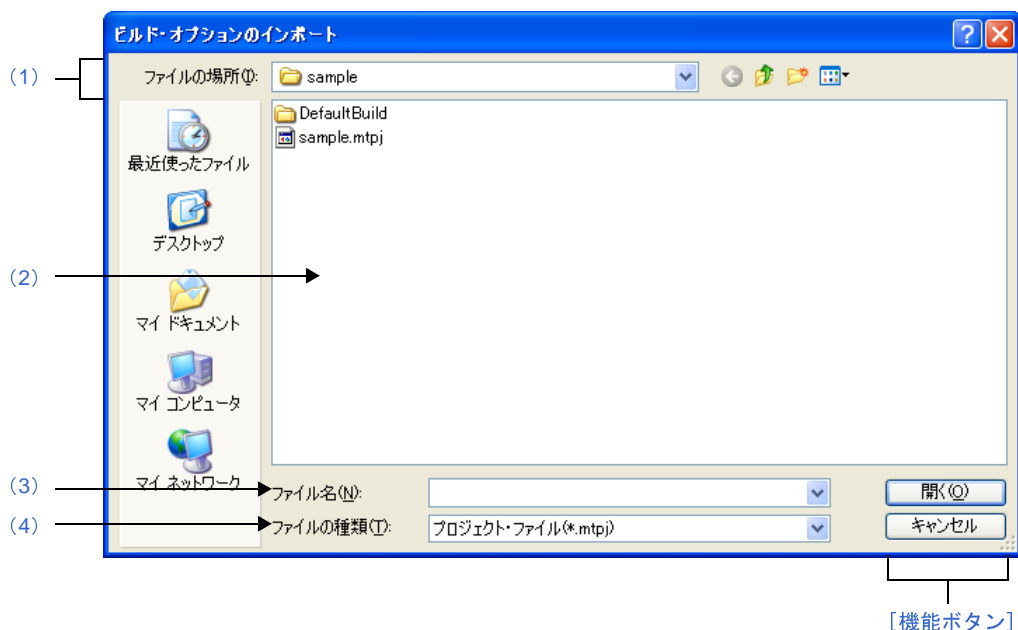 ビルド・オプションのインポート
(1)
ファイルの場所(I):
sample
DefaultBuild
sample.mtpj
最近使ったファイル
デスクトップ
(2)
マイ ドキュメント
マイ コンピュータ
マイ ネットワーク
(3)
ファイル名(N):
開く(O)
(4)
ファイルの種類(T):
プロジェクト・ファイル(*.mtpj)
キャンセル
[機能ボタン]